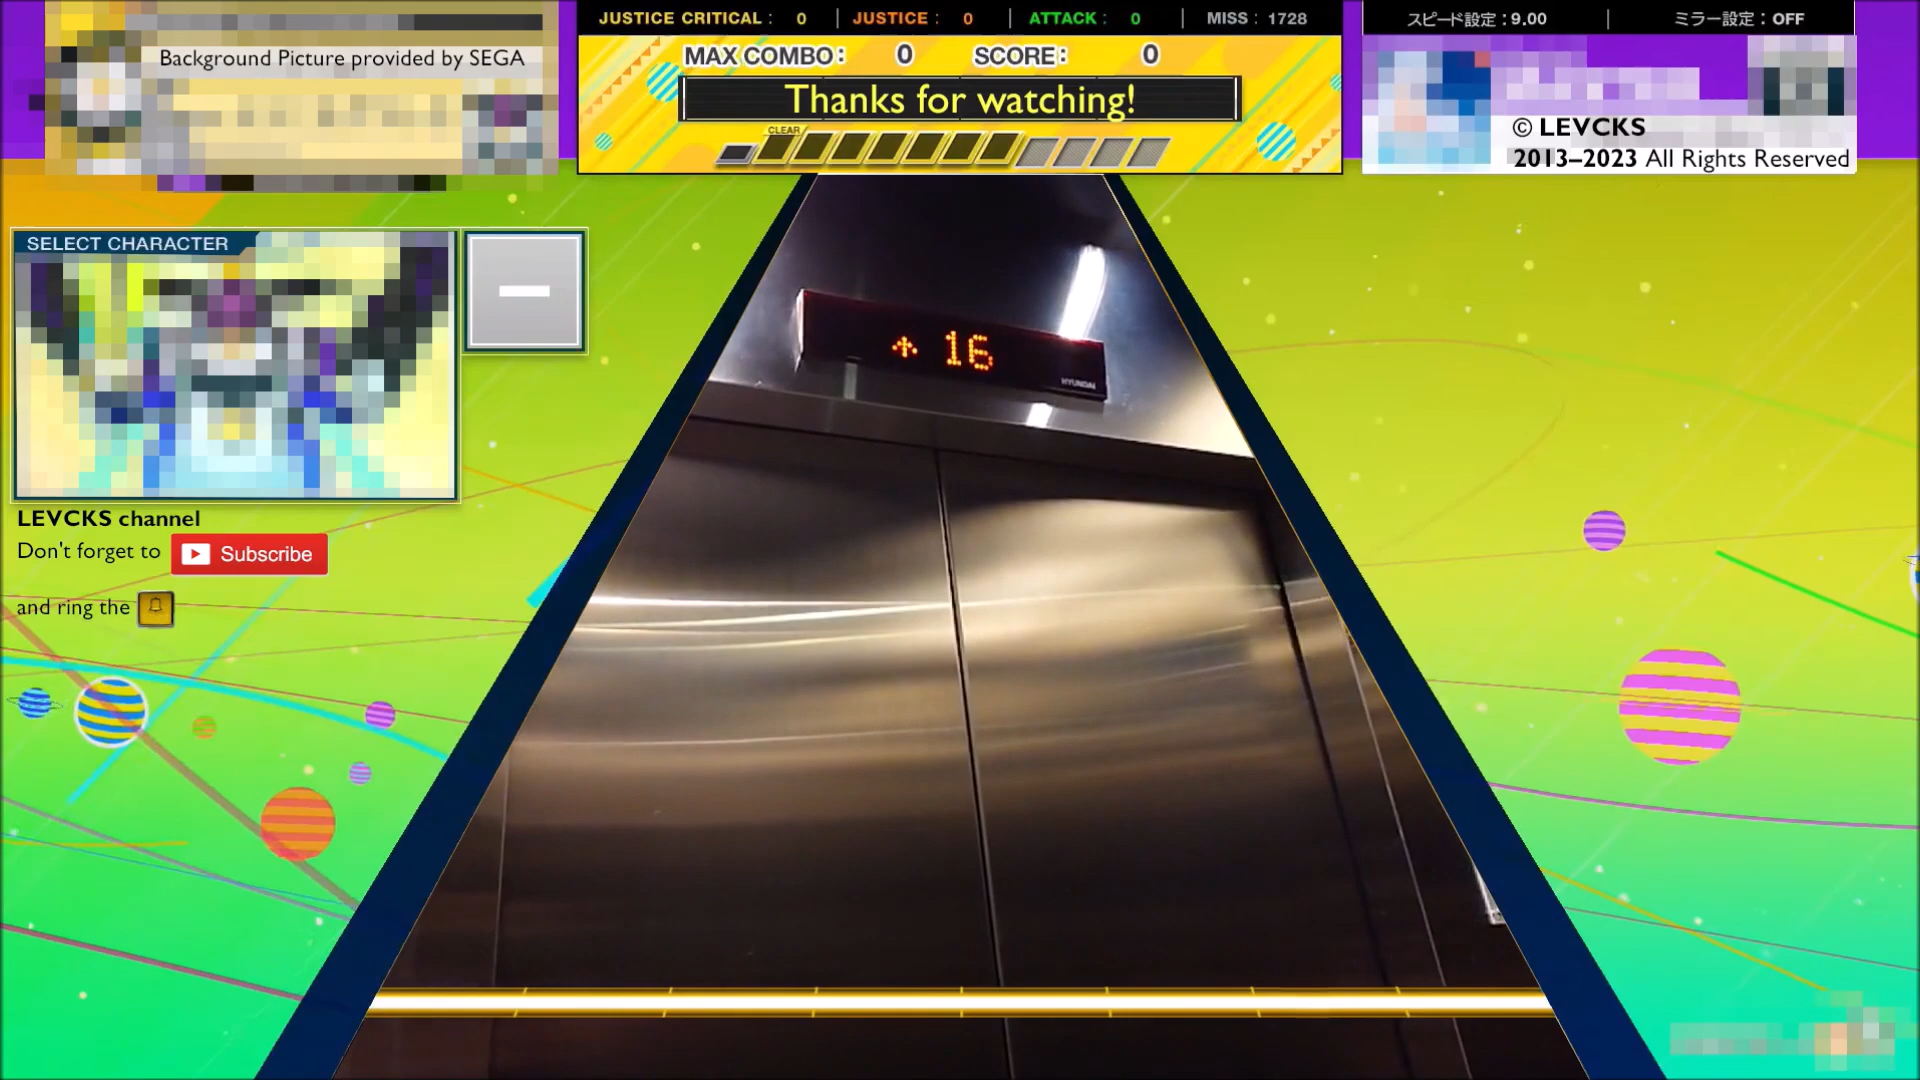 JUSTICE CRITICAL : 0 JUSTICE : 0 ATTACK : 0 MISS : 1728
スピード設定 : 9.00 ミラー設定 : OFF
Background Picture provided by SEGA
MAX COMBO : 0 SCORE : 0
Thanks for watching!
CLEAR
© LEVCKS
2013–2023 All Rights Reserved
SELECT CHARACTER
↑ 16
HYUNDAI
LEVCKS channel
Don't forget to Subscribe
and ring the